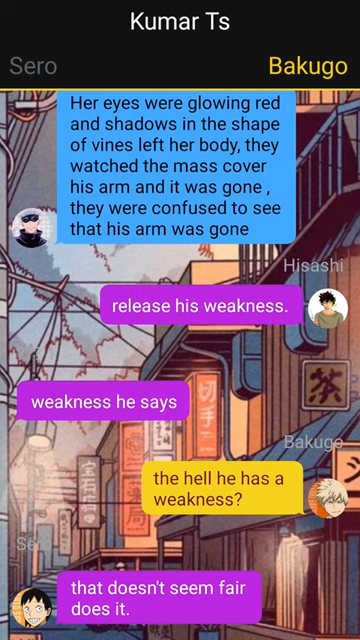 Kumar Ts
Sero
Bakugo
Her eyes were glowing red
and shadows in the shape
of vines left her body, they
watched the mass cover
his arm and it was gone ,
they were confused to see
that his arm was gone
Hisashi
release his weakness.
weakness he says
Bakugo
the hell he has a
weakness?
Sero
that doesn't seem fair
does it.
切手